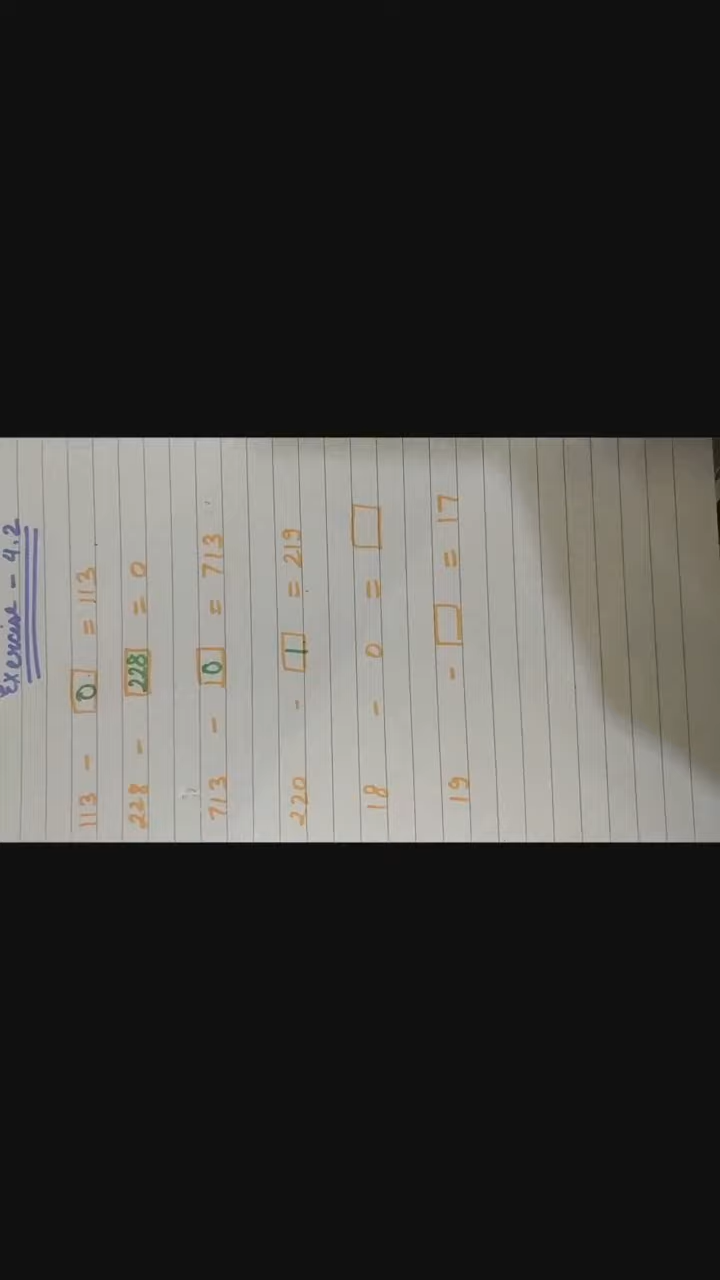 Exercise - 4.2
113 - 0 = 113
228 - 228 = 0
713 - 0 = 713
220 - 1 = 219
18 - 0 = □
19 - □ = 17